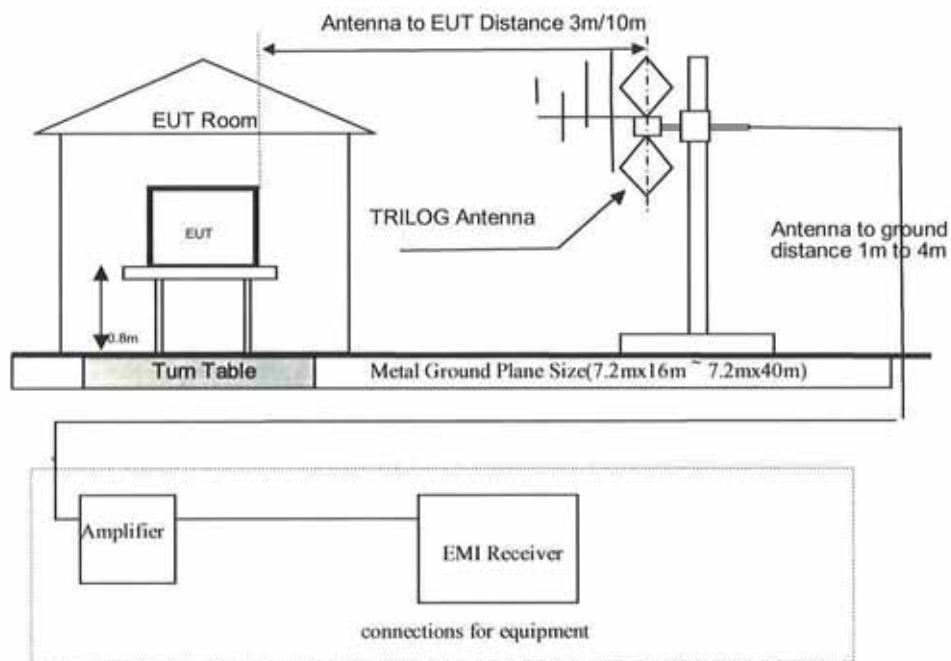 Antenna to EUT Distance 3m/10m
EUT Room
EUT
TRILOG Antenna
Antenna to ground
distance 1m to 4m
0.8m
Turn Table
Metal Ground Plane Size(7.2mx16m ~ 7.2mx40m)
Amplifier
EMI Receiver
connections for equipment